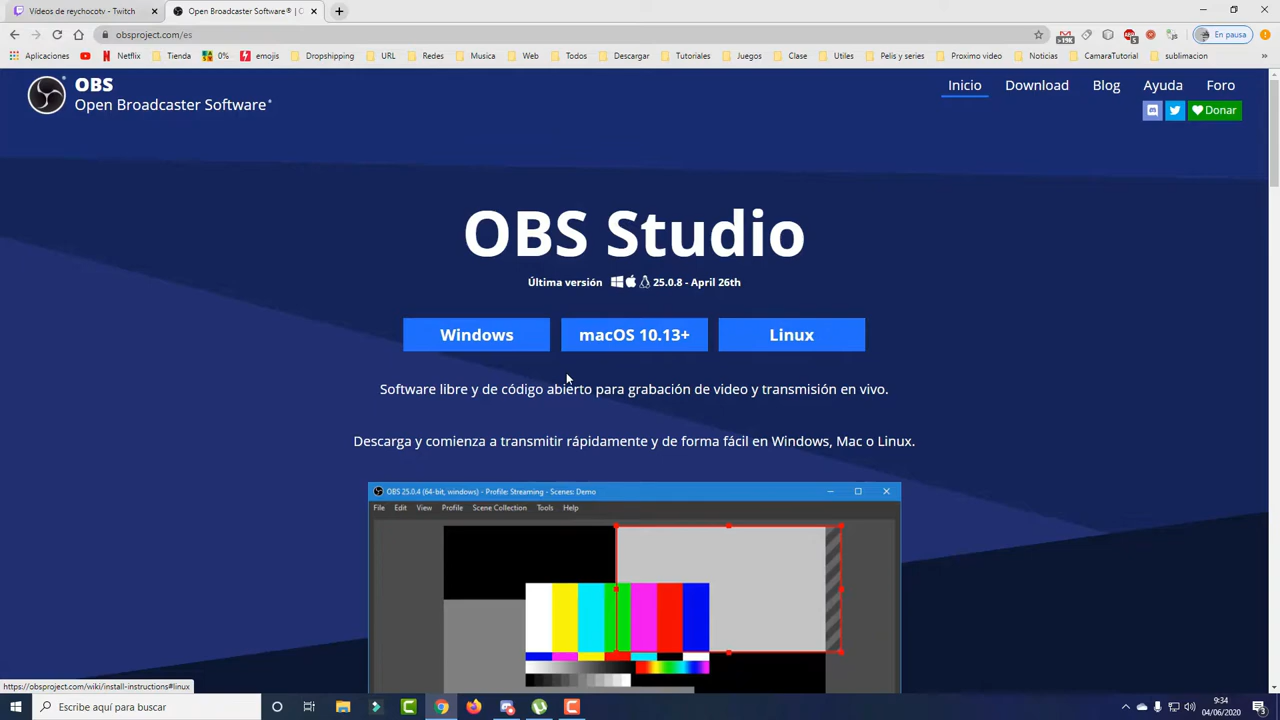 Vídeos de reychocotv - Twitch
Open Broadcaster Software® | O
obsproject.com/es
>19K
5
En pausa
Aplicaciones Netflix Tienda 0% emojis Dropshipping URL Redes Musica Web Todos Descargar Tutoriales Juegos Clase Utiles Pelis y series Proximo video Noticias CamaraTutorial sublimacion
OBS
Open Broadcaster Software®
Inicio Download Blog Ayuda Foro
Donar
OBS Studio
Última versión 25.0.8 - April 26th
Windows macOS 10.13+ Linux
Software libre y de código abierto para grabación de video y transmisión en vivo.
Descarga y comienza a transmitir rápidamente y de forma fácil en Windows, Mac o Linux.
OBS 25.0.4 (64-bit, windows) - Profile: Streaming - Scenes: Demo
File Edit View Profile Scene Collection Tools Help
https://obsproject.com/wiki/install-instructions#linux
Escribe aquí para buscar
9:34
04/06/2020
3